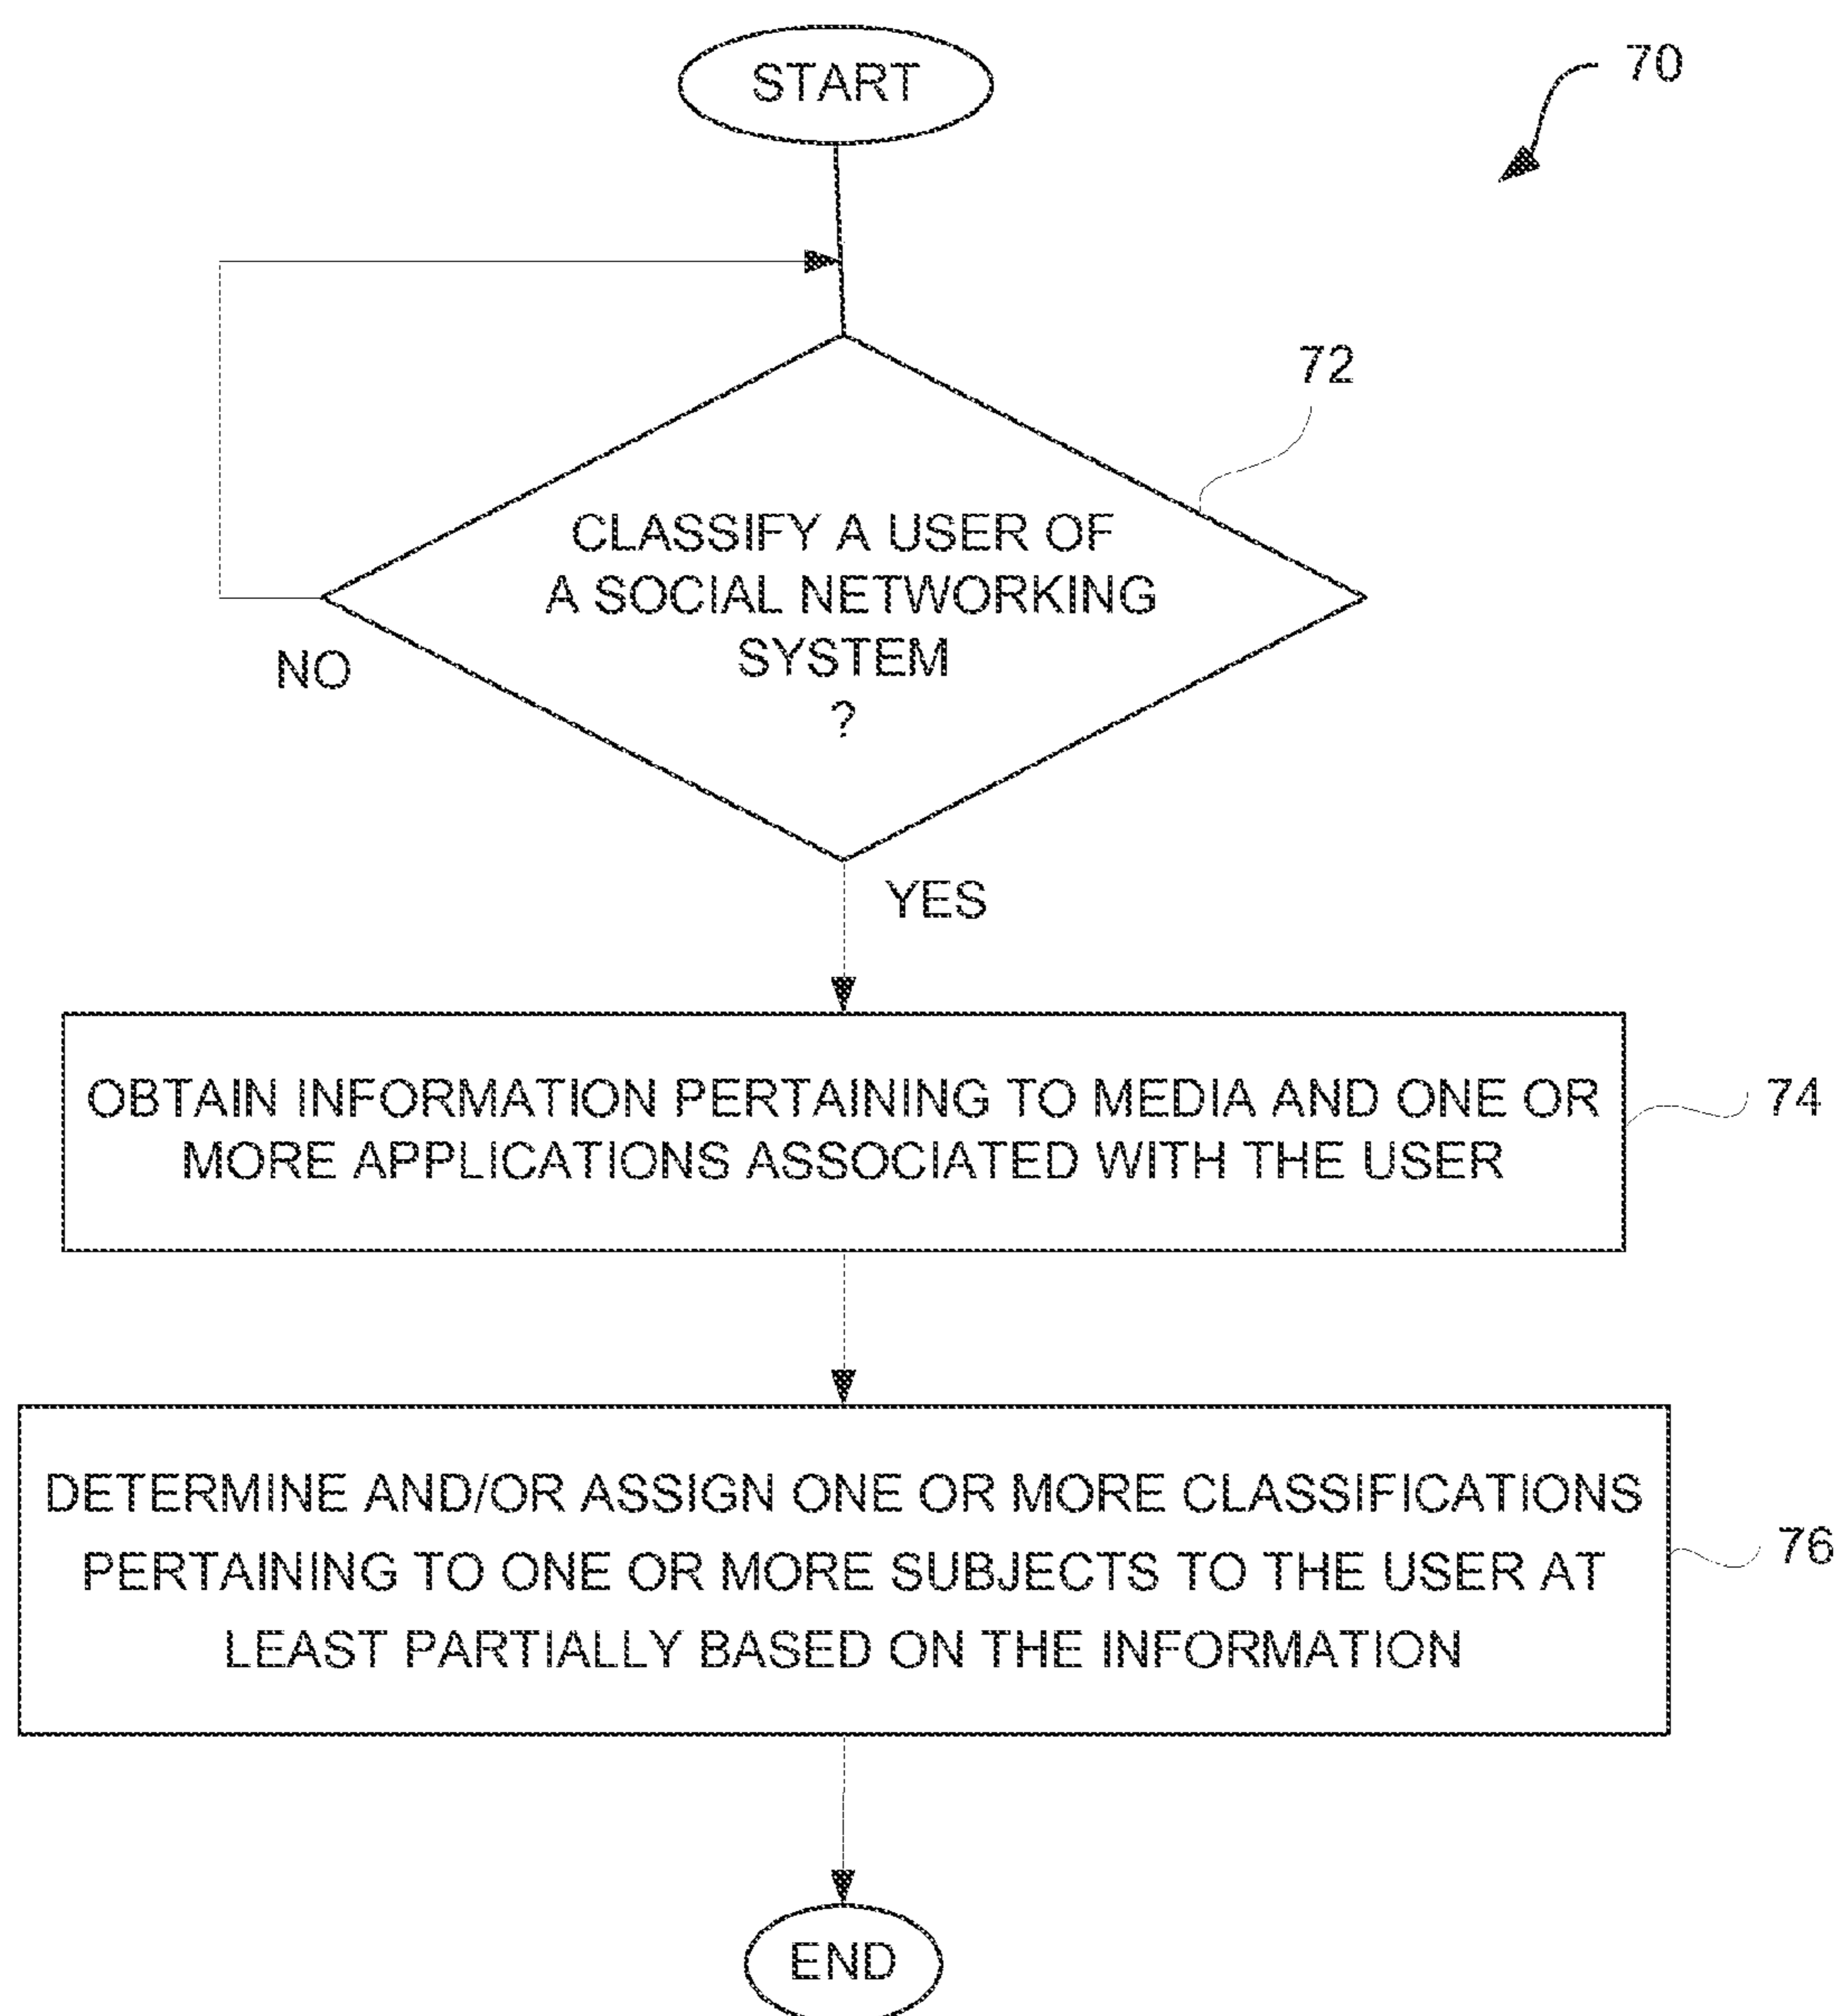 START
70
72
CLASSIFY A USER OF
A SOCIAL NETWORKING
SYSTEM
?
NO
YES
OBTAIN INFORMATION PERTAINING TO MEDIA AND ONE OR
MORE APPLICATIONS ASSOCIATED WITH THE USER
74
DETERMINE AND/OR ASSIGN ONE OR MORE CLASSIFICATIONS
PERTAINING TO ONE OR MORE SUBJECTS TO THE USER AT
LEAST PARTIALLY BASED ON THE INFORMATION
76
END